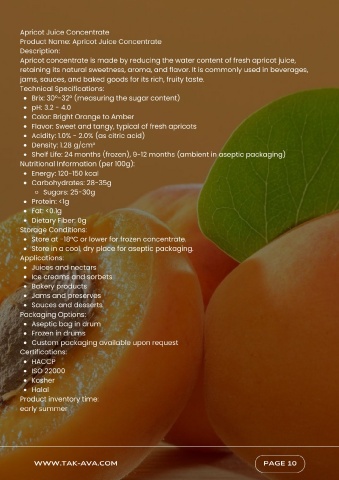 Apricot Juice Concentrate
Product Name: Apricot Juice Concentrate
Description:
Apricot concentrate is made by reducing the water content of fresh apricot juice,
retaining its natural sweetness, aroma, and flavor. It is commonly used in beverages,
jams, sauces, and baked goods for its rich, fruity taste.
Technical Specifications:
• Brix: 30°-32° (measuring the sugar content)
• pH: 3.2 - 4.0
• Color: Bright Orange to Amber
• Flavor: Sweet and tangy, typical of fresh apricots
• Acidity: 1.0% - 2.0% (as citric acid)
• Density: 1.28 g/cm³
• Shelf Life: 24 months (frozen), 9-12 months (ambient in aseptic packaging)
Nutritional Information (per 100g):
• Energy: 120-150 kcal
• Carbohydrates: 28-35g
○ Sugars: 25-30g
• Protein: <1g
• Fat: <0.1g
• Dietary Fiber: 0g
Storage Conditions:
• Store at -18°C or lower for frozen concentrate.
• Store in a cool, dry place for aseptic packaging.
Applications:
• Juices and nectars
• Ice creams and sorbets
• Bakery products
• Jams and preserves
• Sauces and desserts
Packaging Options:
• Aseptic bag in drum
• Frozen in drums
• Custom packaging available upon request
Certifications:
• HACCP
• ISO 22000
• Kosher
• Halal
Product inventory time:
early summer
WWW.TAK-AVA.COM
PAGE 10